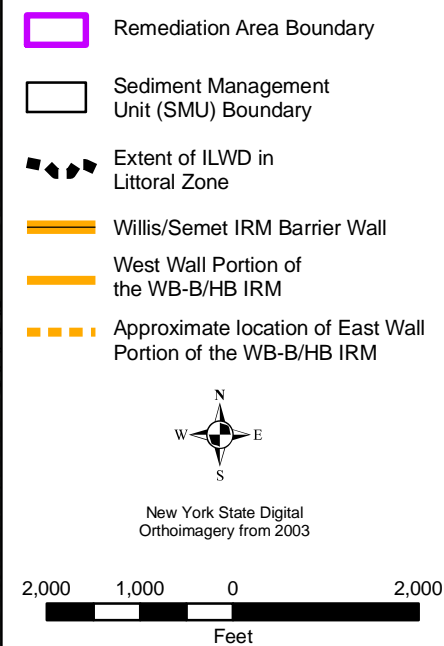 Remediation Area Boundary
Sediment Management
Unit (SMU) Boundary
Extent of ILWD in
Littoral Zone
Willis/Semet IRM Barrier Wall
West Wall Portion of
the WB-B/HB IRM
Approximate location of East Wall
Portion of the WB-B/HB IRM
N
W E
S
New York State Digital
Orthoimagery from 2003
2,000 1,000 0 2,000
Feet